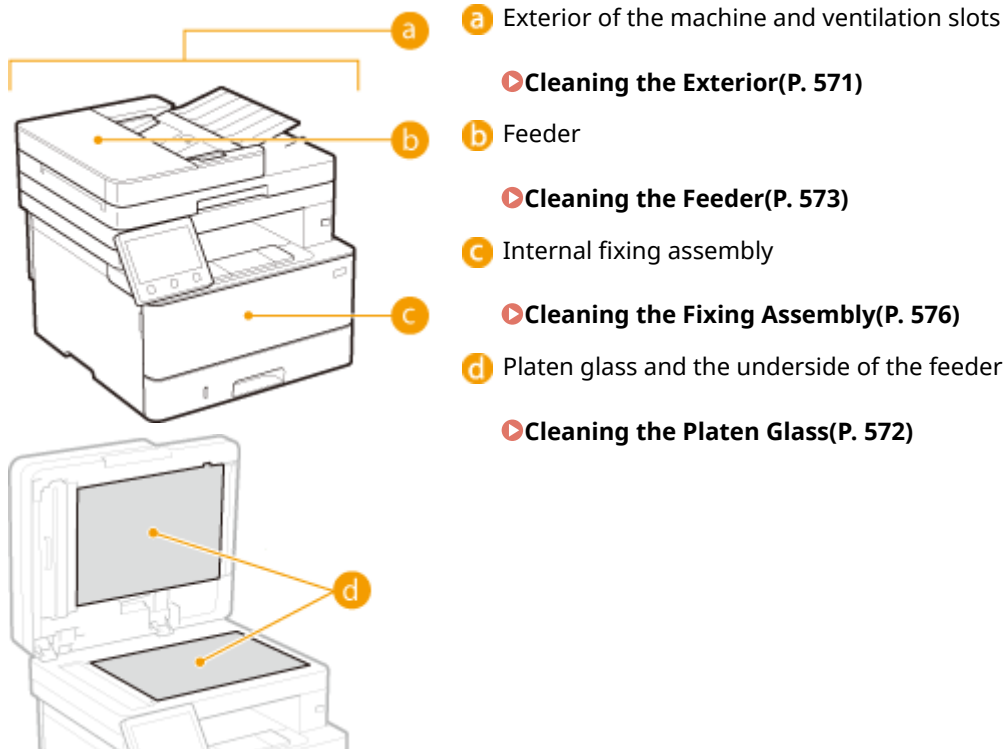 a
b
c
d
a Exterior of the machine and ventilation slots
Cleaning the Exterior(P. 571)
b Feeder
Cleaning the Feeder(P. 573)
c Internal fixing assembly
Cleaning the Fixing Assembly(P. 576)
d Platen glass and the underside of the feeder
Cleaning the Platen Glass(P. 572)